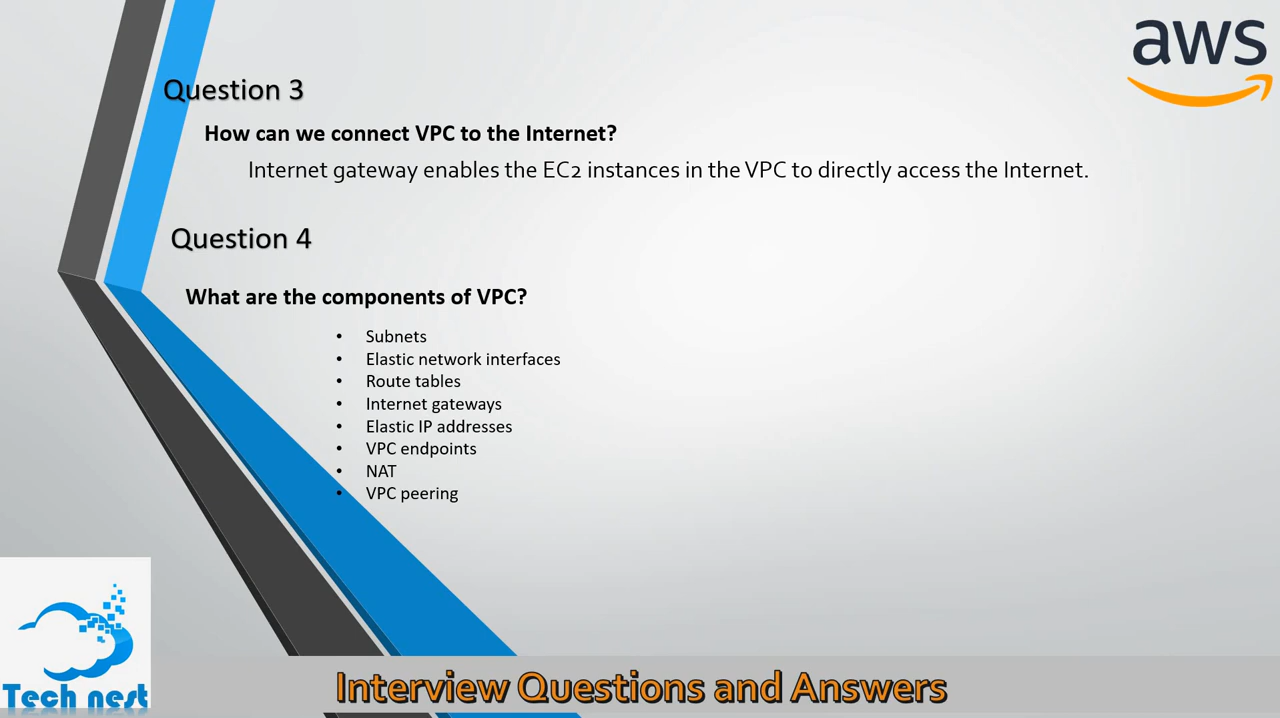 aws
Question 3
How can we connect VPC to the Internet?
Internet gateway enables the EC2 instances in the VPC to directly access the Internet.
Question 4
What are the components of VPC?
• Subnets
• Elastic network interfaces
• Route tables
• Internet gateways
• Elastic IP addresses
• VPC endpoints
• NAT
• VPC peering
Tech nest
Interview Questions and Answers